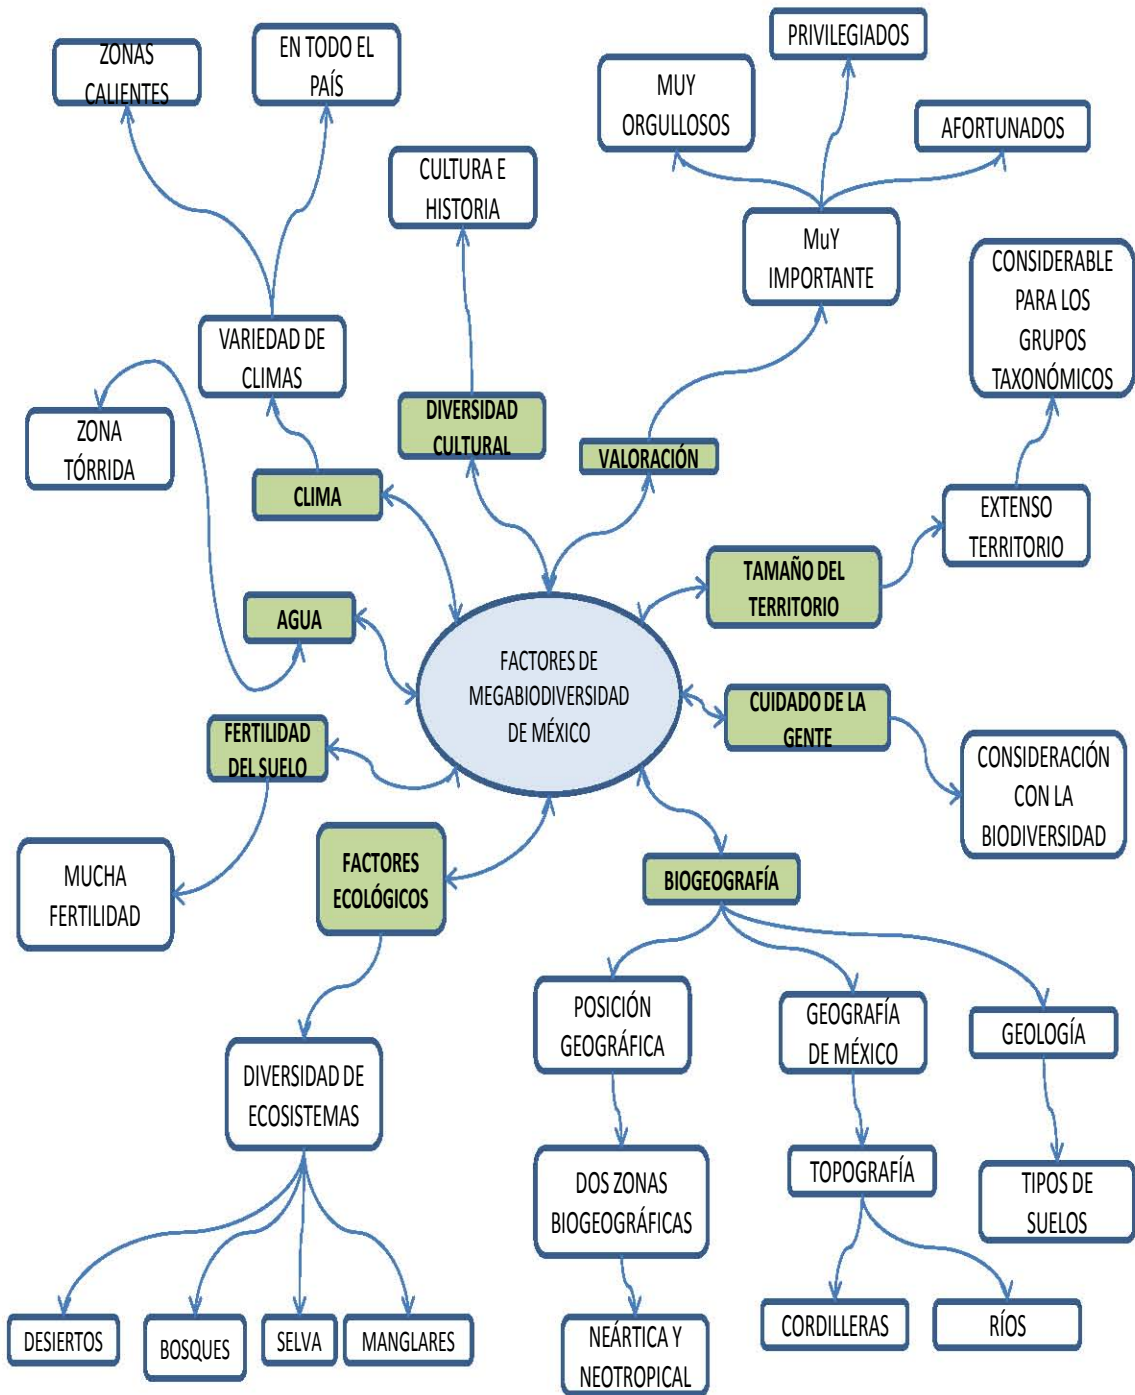 ZONAS
CALIENTES
EN TODO EL
PAÍS
PRIVILEGIADOS
MUY
ORGULLOSOS
AFORTUNADOS
CULTURA E
HISTORIA
MuY
IMPORTANTE
CONSIDERABLE
PARA LOS
GRUPOS
TAXONÓMICOS
VARIEDAD DE
CLIMAS
ZONA
TÓRRIDA
DIVERSIDAD
CULTURAL
VALORACIÓN
CLIMA
EXTENSO
TERRITORIO
TAMAÑO DEL
TERRITORIO
AGUA
FACTORES DE
MEGABIODIVERSIDAD
DE MÉXICO
CUIDADO DE LA
GENTE
FERTILIDAD
DEL SUELO
CONSIDERACIÓN
CON LA
BIODIVERSIDAD
MUCHA
FERTILIDAD
FACTORES
ECOLÓGICOS
BIOGEOGRAFÍA
POSICIÓN
GEOGRÁFICA
GEOGRAFÍA
DE MÉXICO
GEOLOGÍA
DIVERSIDAD DE
ECOSISTEMAS
DOS ZONAS
BIOGEOGRÁFICAS
TOPOGRAFÍA
TIPOS DE
SUELOS
DESIERTOS
BOSQUES
SELVA
MANGLARES
NEÁRTICA Y
NEOTROPICAL
CORDILLERAS
RÍOS